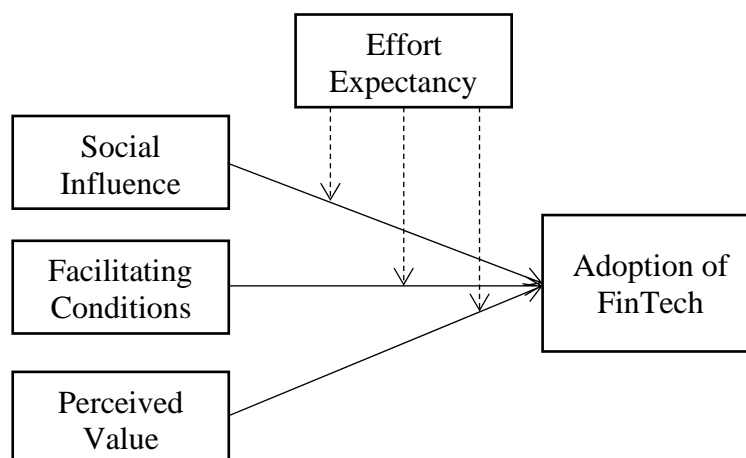 Effort
Expectancy
Social
Influence
Facilitating
Conditions
Adoption of
FinTech
Perceived
Value